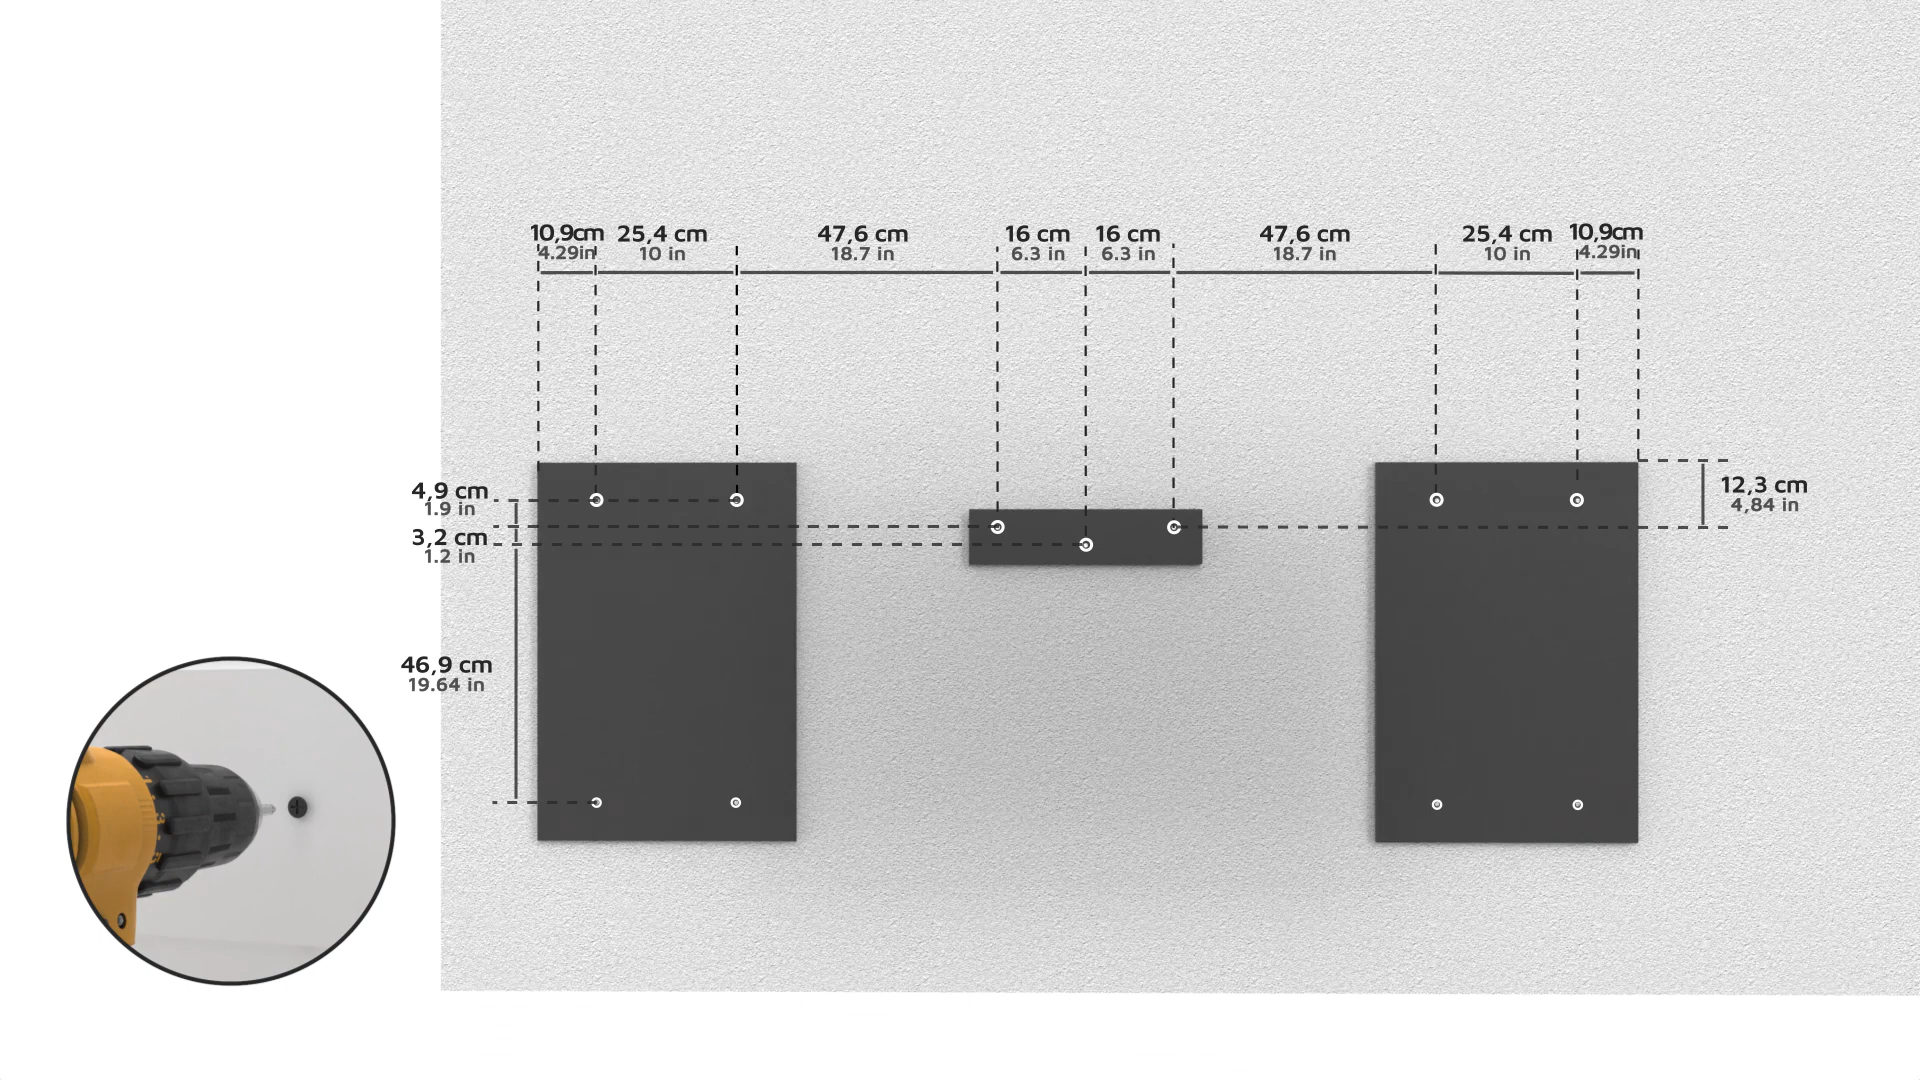 10,9cm
4.29in
25,4 cm
10 in
47,6 cm
18.7 in
16 cm
6.3 in
16 cm
6.3 in
47,6 cm
18.7 in
25,4 cm
10 in
10,9cm
4.29in
4,9 cm
1.9 in
3,2 cm
1.2 in
46,9 cm
19.64 in
12,3 cm
4,84 in